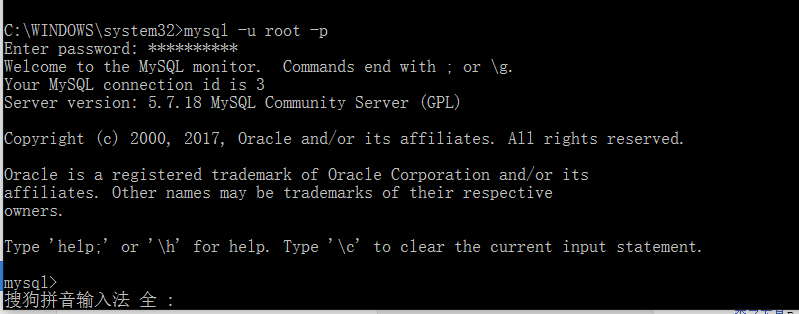 C:\WINDOWS\system32>mysql -u root -p
Enter password: **********
Welcome to the MySQL monitor.  Commands end with ; or \g.
Your MySQL connection id is 3
Server version: 5.7.18 MySQL Community Server (GPL)
Copyright (c) 2000, 2017, Oracle and/or its affiliates. All rights reserved.
Oracle is a registered trademark of Oracle Corporation and/or its
affiliates. Other names may be trademarks of their respective
owners.
Type 'help;' or '\h' for help. Type '\c' to clear the current input statement.
mysql>
搜狗拼音输入法 全 :